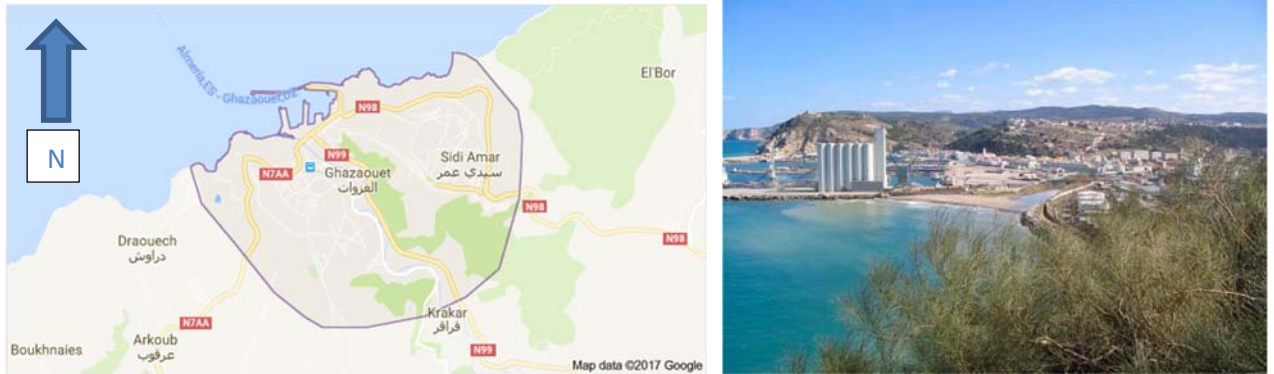 N
Almería,ES - Ghazaouet,DZ
El'Bor
N98
N99
Sidi Amar
سيدي عمر
N7AA
Ghazaouet
الغزوات
N98
N98
Draouech
دراوش
N7AA
Krakar
قراقر
Arkoub
عرقوب
Boukhnaies
N99
Map data ©2017 Google